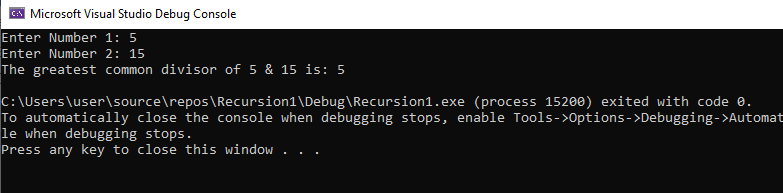 C:\ Microsoft Visual Studio Debug Console
Enter Number 1: 5
Enter Number 2: 15
The greatest common divisor of 5 & 15 is: 5
C:\Users\user\source\repos\Recursion1\Debug\Recursion1.exe (process 15200) exited with code 0.
To automatically close the console when debugging stops, enable Tools->Options->Debugging->Automat
le when debugging stops.
Press any key to close this window . . .